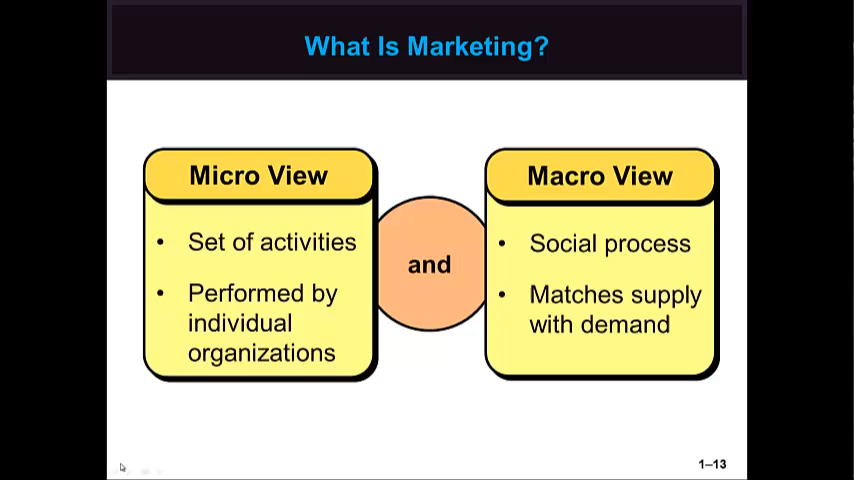 What Is Marketing?
Micro View
• Set of activities
• Performed by
individual
organizations
and
Macro View
• Social process
• Matches supply
with demand
1–13